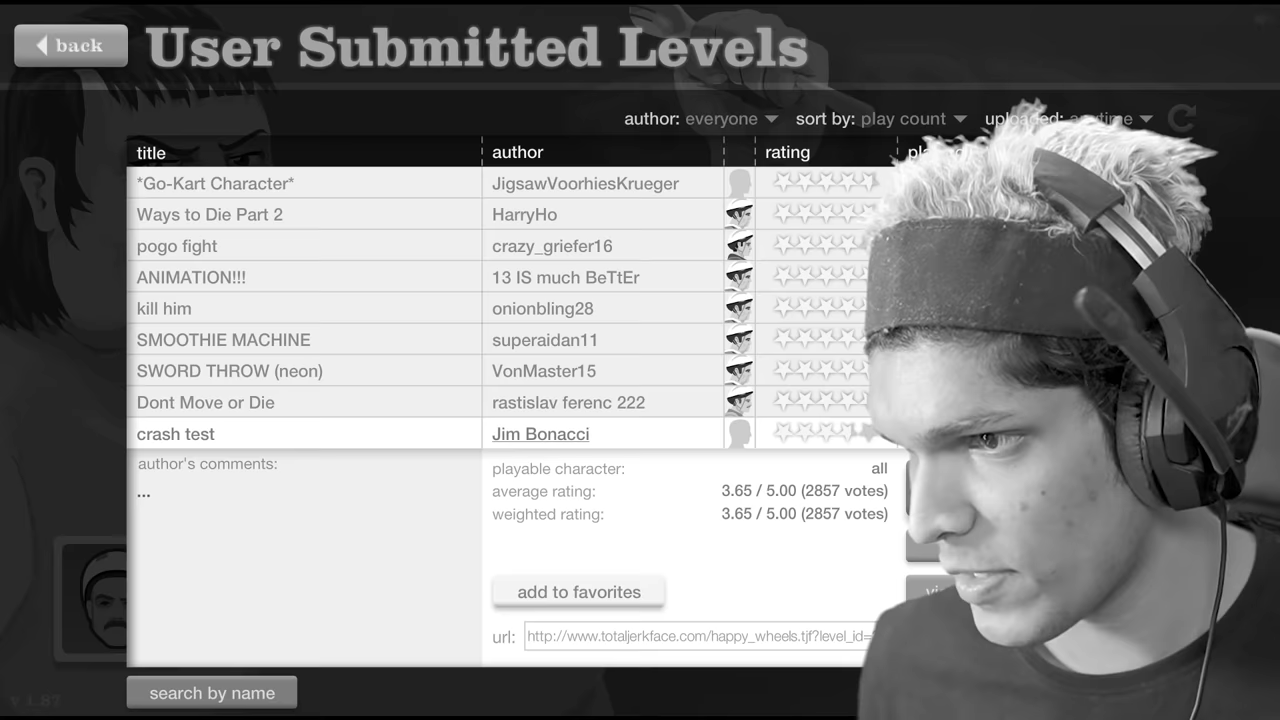 back
User Submitted Levels
author: everyone sort by: play count uploaded: anytime
title author rating
*Go-Kart Character* JigsawVoorhiesKrueger
Ways to Die Part 2 HarryHo
pogo fight crazy_griefer16
ANIMATION!!! 13 IS much BeTtEr
kill him onionbling28
SMOOTHIE MACHINE superaidan11
SWORD THROW (neon) VonMaster15
Dont Move or Die rastislav ferenc 222
crash test Jim Bonacci
author's comments:
...
playable character: all
average rating: 3.65 / 5.00 (2857 votes)
weighted rating: 3.65 / 5.00 (2857 votes)
add to favorites
url: http://www.totaljerkface.com/happy_wheels.tjf?level_id=
search by name
v 1.87